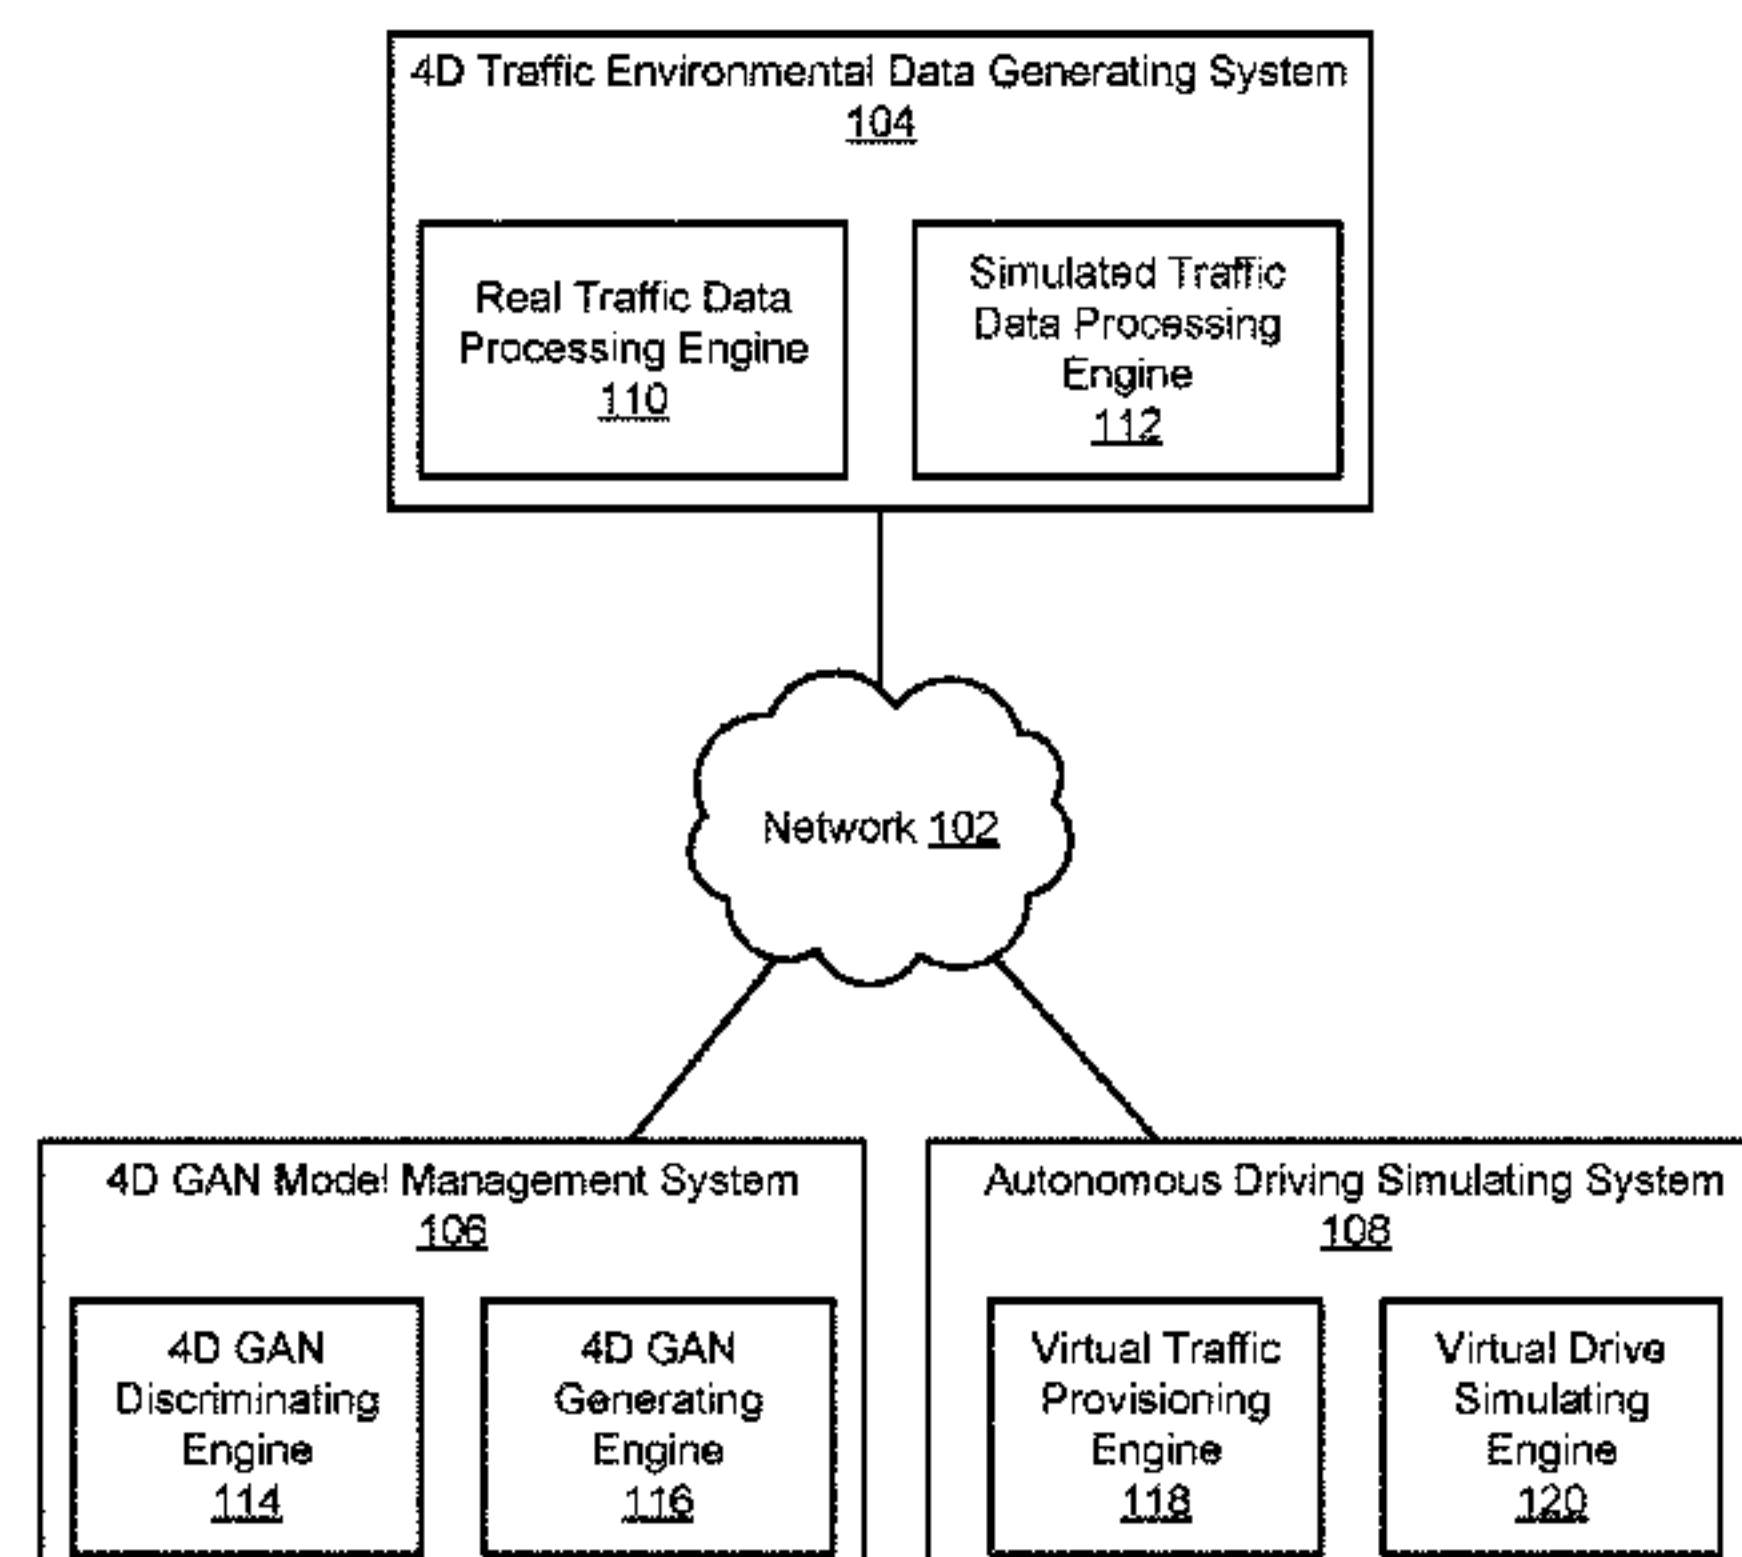 4D Traffic Environmental Data Generating System
104
Real Traffic Data
Processing Engine
110
Simulated Traffic
Data Processing
Engine
112
Network 102
4D GAN Model Management System
106
4D GAN
Discriminating
Engine
114
4D GAN
Generating
Engine
116
Autonomous Driving Simulating System
108
Virtual Traffic
Provisioning
Engine
118
Virtual Drive
Simulating
Engine
120